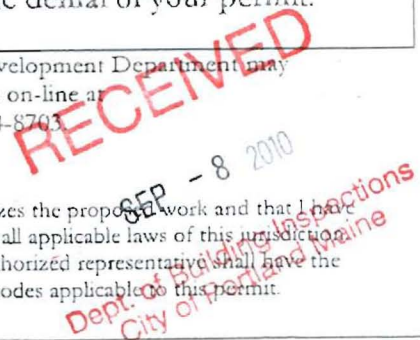 e denial of your permit.
velopment Department may
on-line at
-8703.
RECEIVED
SEP - 8 2010
zes the proposed work and that I have
all applicable laws of this jurisdiction.
thorized representative shall have the
odes applicable to this permit.
Dept. of Building Inspections
City of Portland Maine